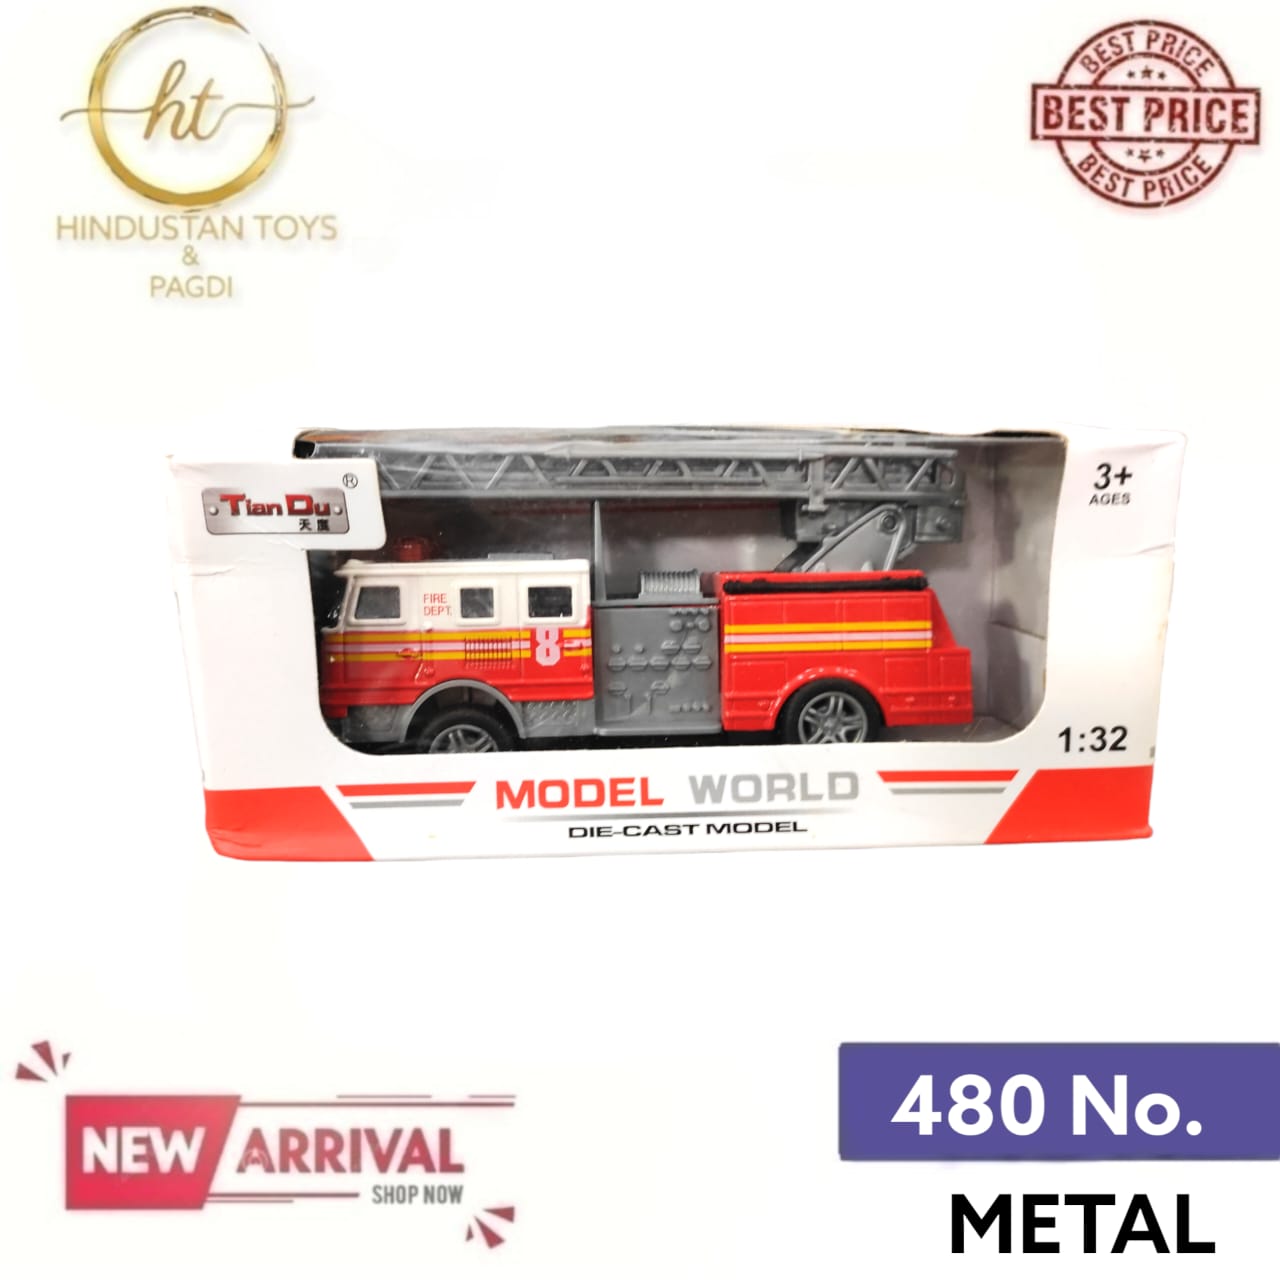 ht
HINDUSTAN TOYS
&
PAGDI
BEST PRICE
BEST PRICE
BEST PRICE
TianDu®
天度
3+
AGES
FIRE
DEPT.
8
1:32
MODEL WORLD
DIE-CAST MODEL
NEW ARRIVAL
SHOP NOW
480 No.
METAL